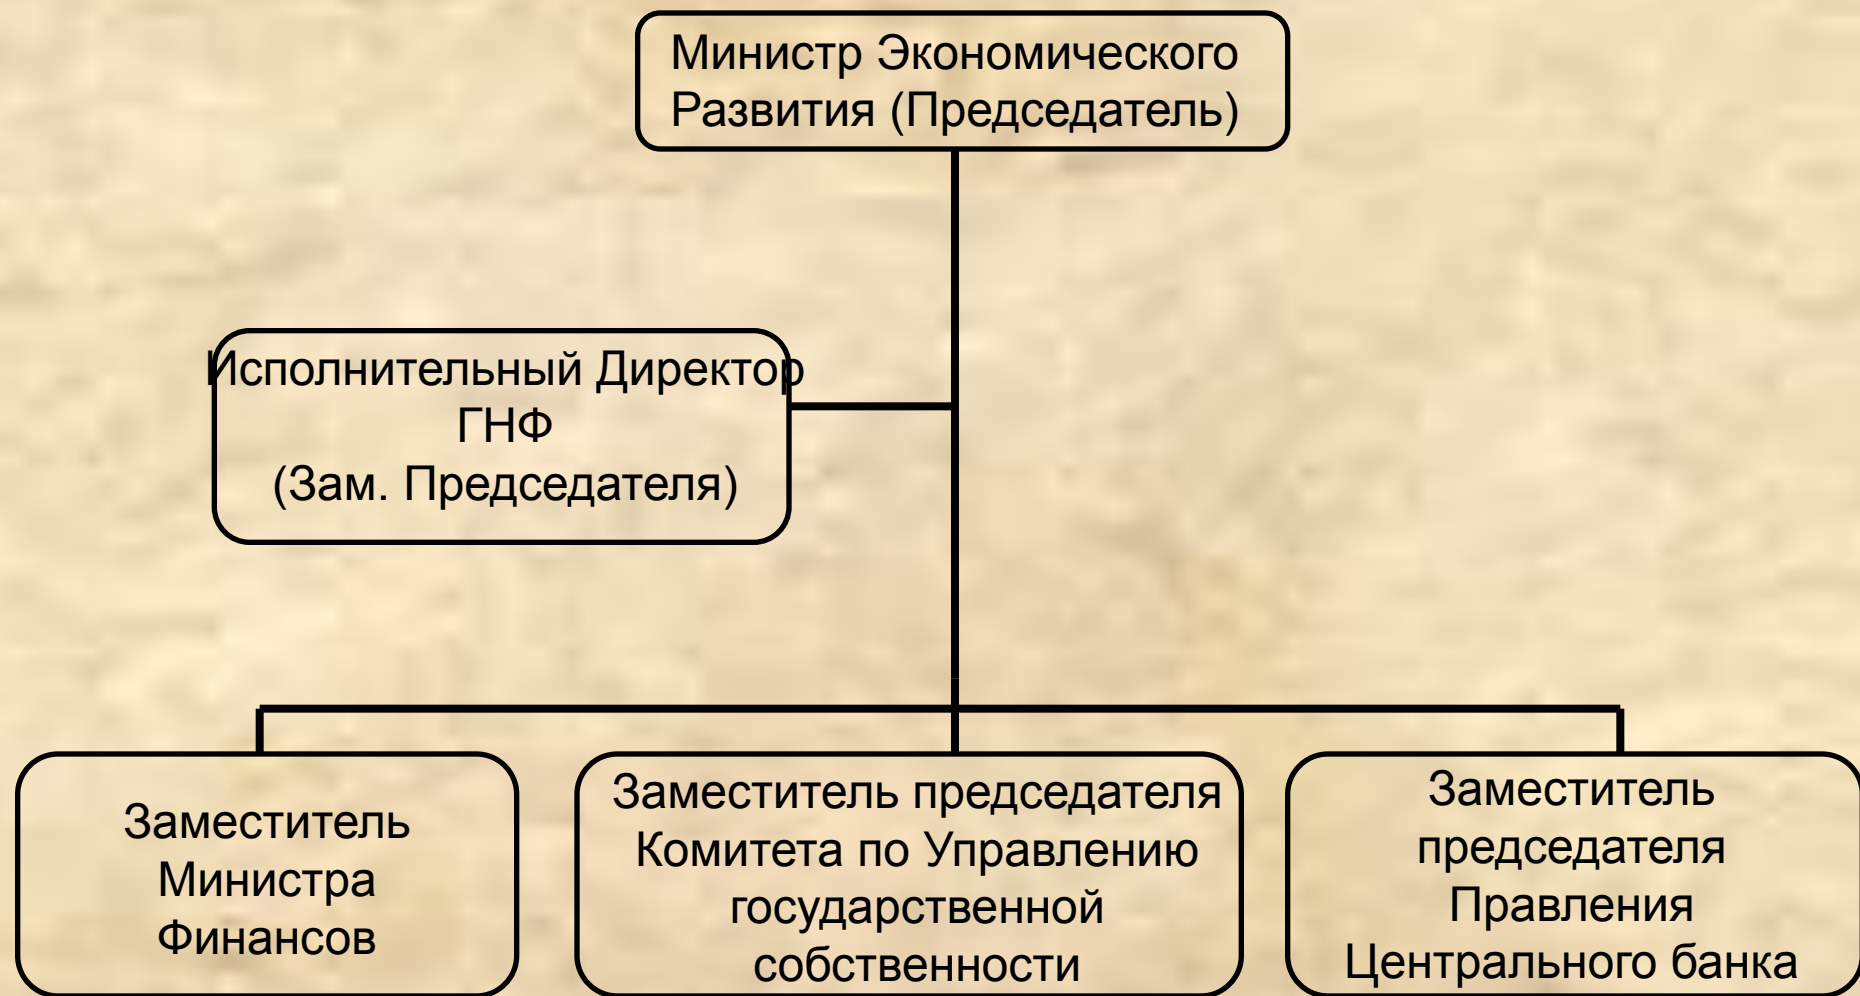 Министр Экономического
Развития (Председатель)
Исполнительный Директор
ГНФ
(Зам. Председателя)
Заместитель
Министра
Финансов
Заместитель председателя
Комитета по Управлению
государственной
собственности
Заместитель
председателя
Правления
Центрального банка